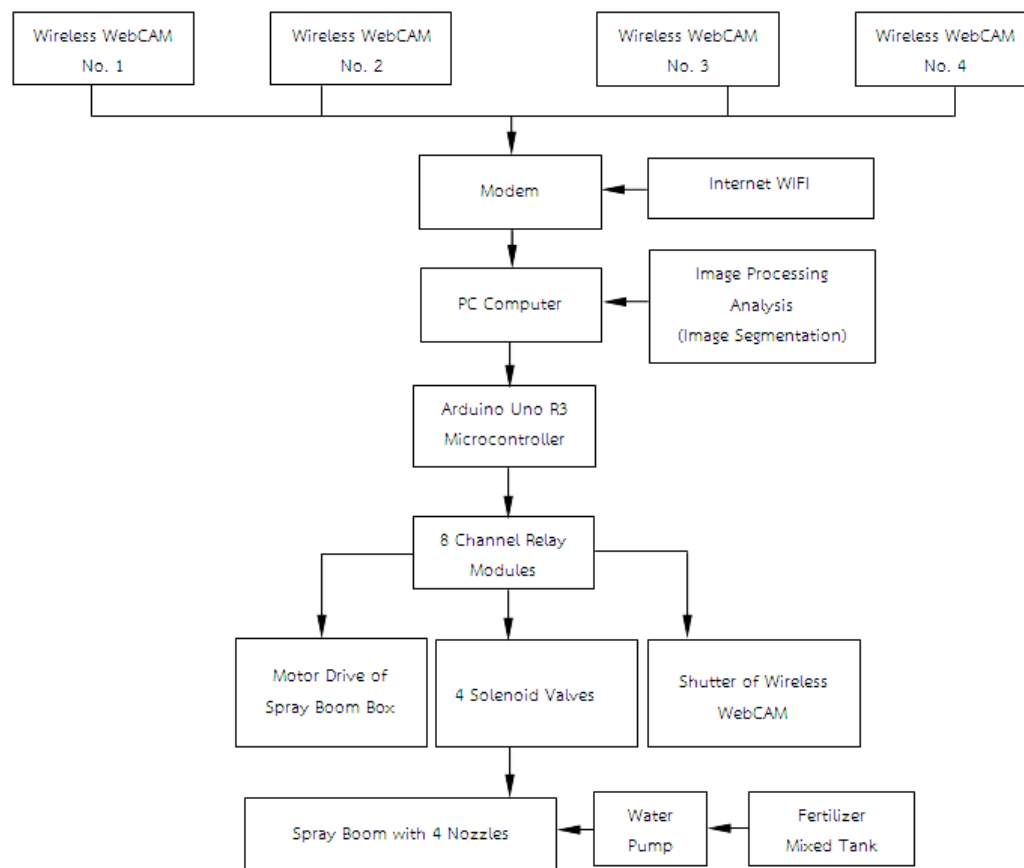 Wireless WebCAM
No. 1
Wireless WebCAM
No. 2
Wireless WebCAM
No. 3
Wireless WebCAM
No. 4
Modem
Internet WIFI
PC Computer
Image Processing
Analysis
(Image Segmentation)
Arduino Uno R3
Microcontroller
8 Channel Relay
Modules
Motor Drive of
Spray Boom Box
4 Solenoid Valves
Shutter of Wireless
WebCAM
Spray Boom with 4 Nozzles
Water
Pump
Fertilizer
Mixed Tank